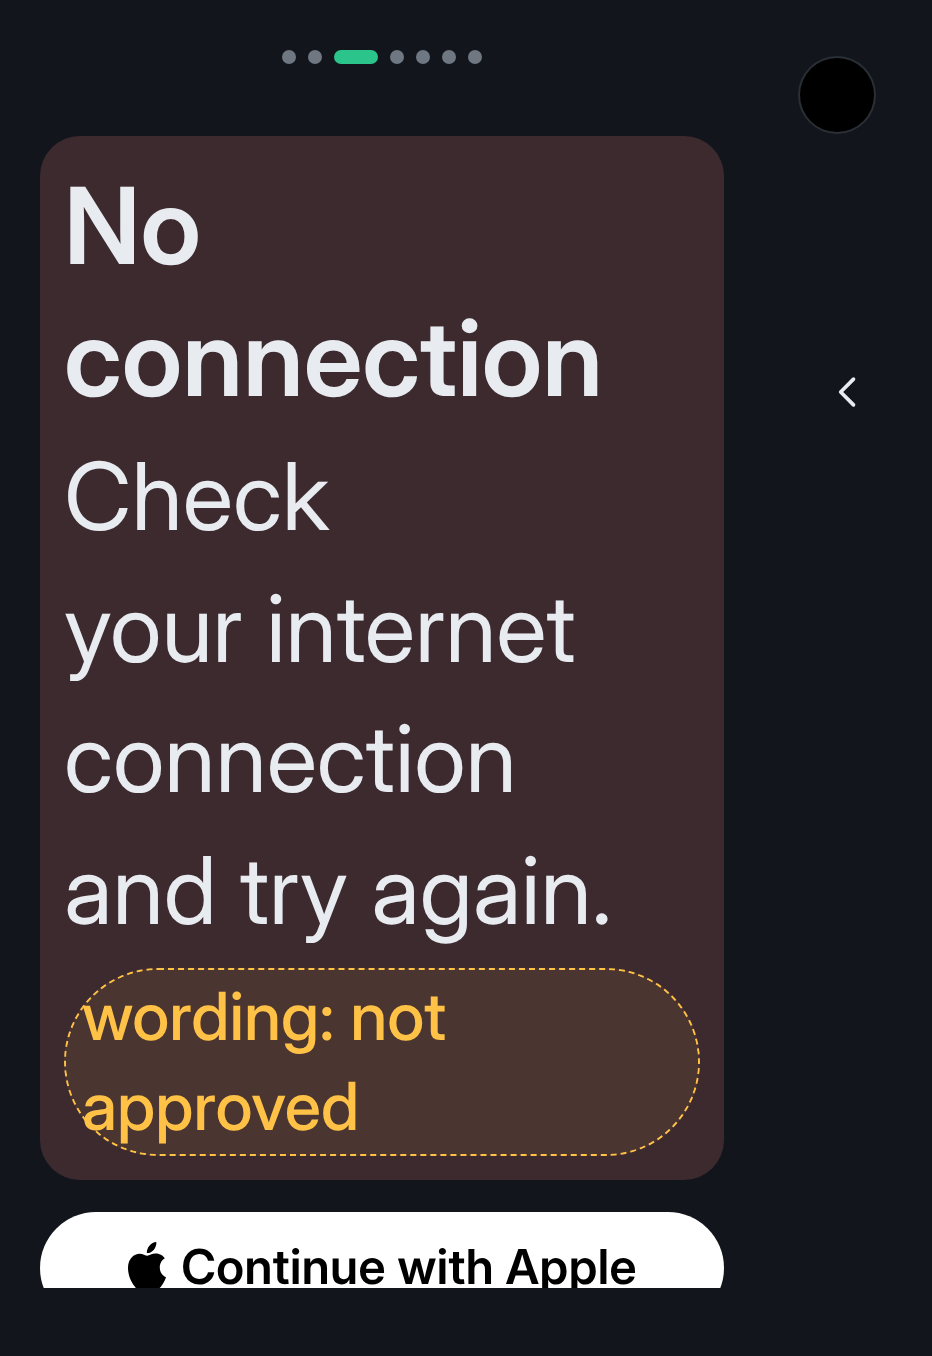 No
connection
Check
your internet
connection
and try again.
wording: not
approved
Continue with Apple